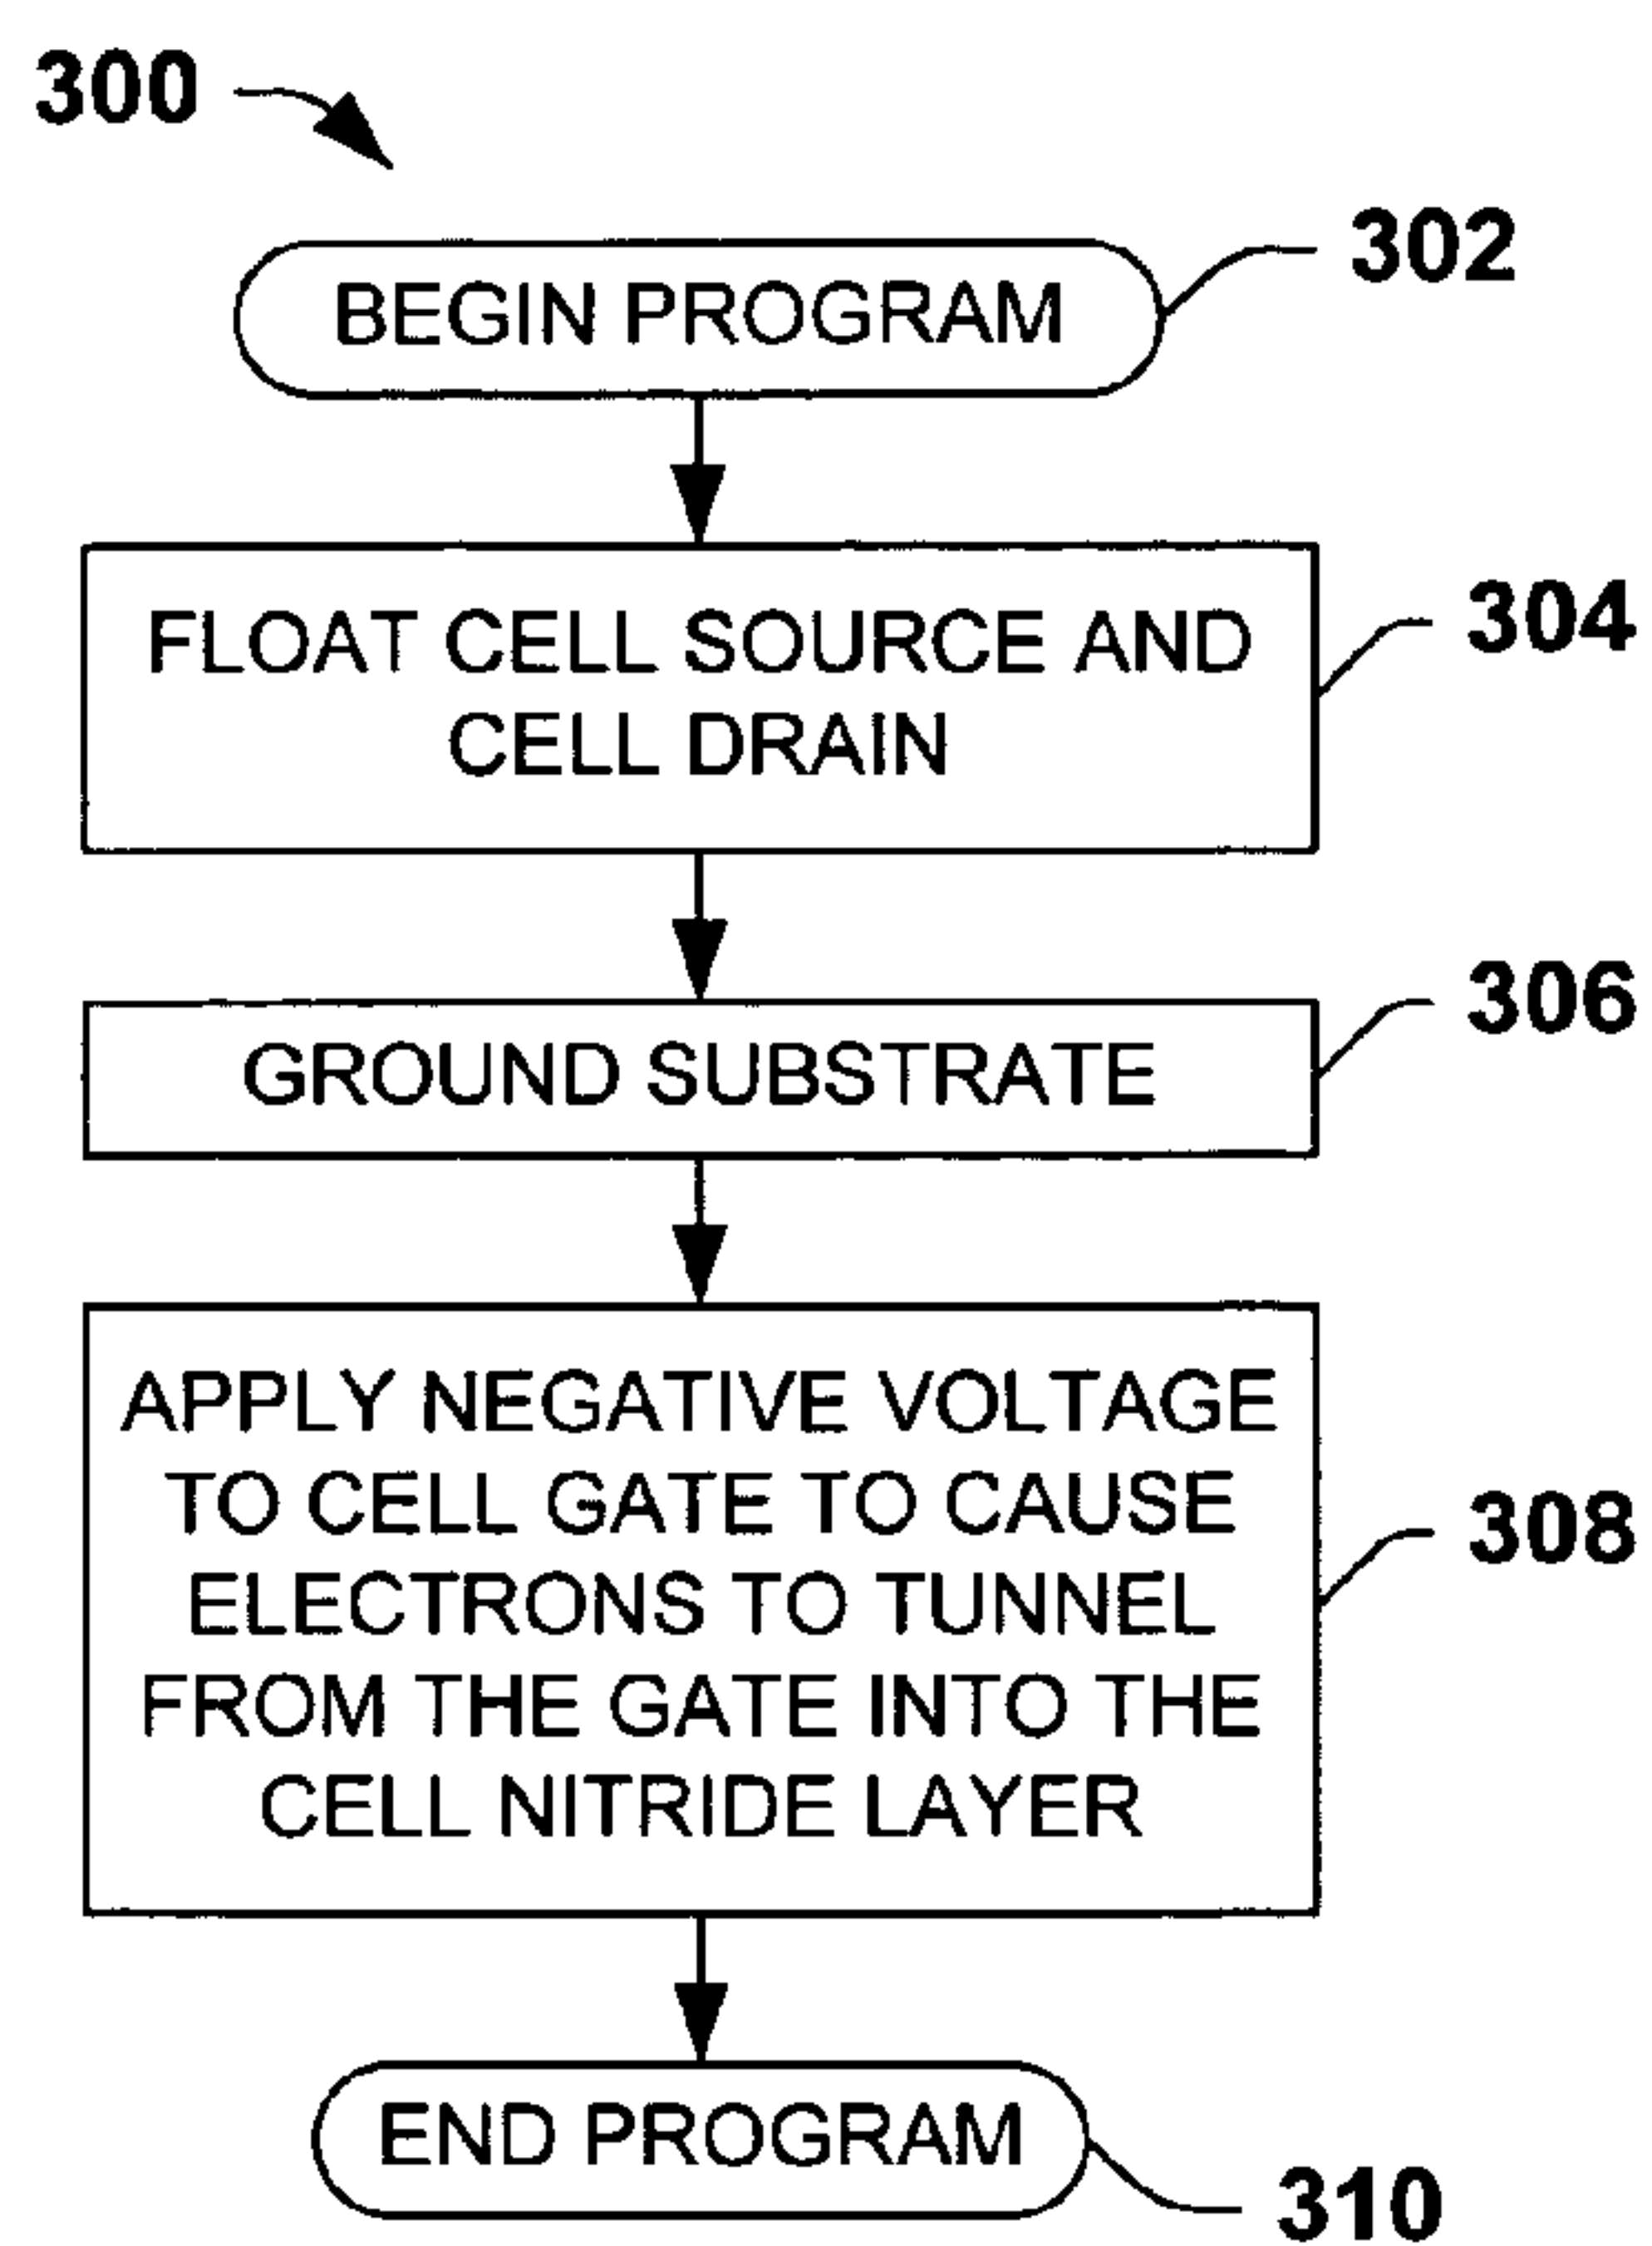 300
302
BEGIN PROGRAM
304
FLOAT CELL SOURCE AND
CELL DRAIN
306
GROUND SUBSTRATE
APPLY NEGATIVE VOLTAGE
TO CELL GATE TO CAUSE
308
ELECTRONS TO TUNNEL
FROM THE GATE INTO THE
CELL NITRIDE LAYER
END PROGRAM
310